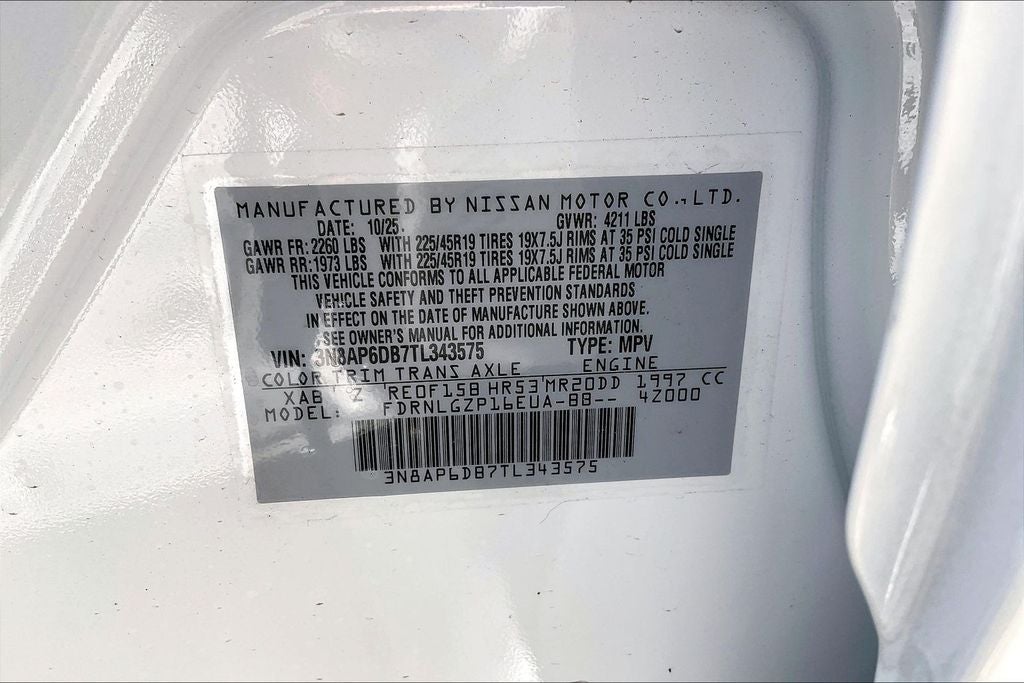 MANUFACTURED BY NISSAN MOTOR CO., LTD.
DATE: 10/25. GVWR: 4211 LBS
GAWR FR: 2260 LBS WITH 225/45R19 TIRES 19X7.5J RIMS AT 35 PSI COLD SINGLE
GAWR RR: 1973 LBS WITH 225/45R19 TIRES 19X7.5J RIMS AT 35 PSI COLD SINGLE
THIS VEHICLE CONFORMS TO ALL APPLICABLE FEDERAL MOTOR
VEHICLE SAFETY AND THEFT PREVENTION STANDARDS
IN EFFECT ON THE DATE OF MANUFACTURE SHOWN ABOVE.
SEE OWNER'S MANUAL FOR ADDITIONAL INFORMATION.
VIN: 3N8AP6DB7TL343575 TYPE: MPV
COLOR TRIM TRANS AXLE ENGINE
XAB Z RE0F15B HR53 MR20DD 1997 CC
MODEL: FDRNLGZP16EUA-BB-- 4Z000
3N8AP6DB7TL343575